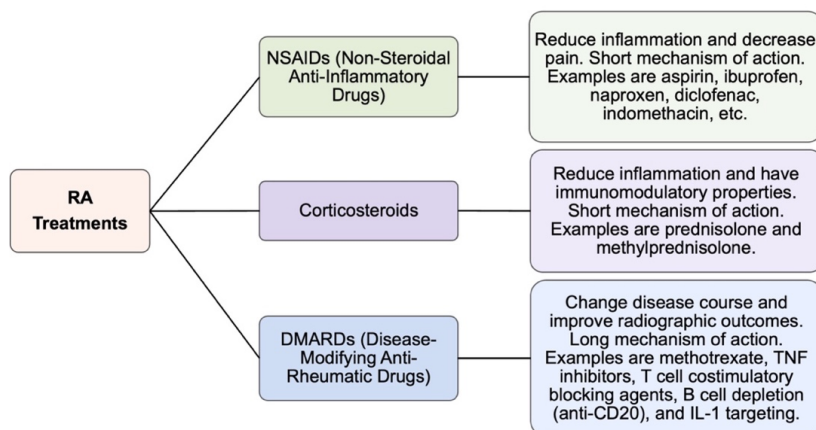 RA
Treatments
NSAIDs (Non-Steroidal
Anti-Inflammatory
Drugs)
Reduce inflammation and decrease
pain. Short mechanism of action.
Examples are aspirin, ibuprofen,
naproxen, diclofenac,
indomethacin, etc.
Corticosteroids
Reduce inflammation and have
immunomodulatory properties.
Short mechanism of action.
Examples are prednisolone and
methylprednisolone.
DMARDs (Disease-
Modifying Anti-
Rheumatic Drugs)
Change disease course and
improve radiographic outcomes.
Long mechanism of action.
Examples are methotrexate, TNF
inhibitors, T cell costimulatory
blocking agents, B cell depletion
(anti-CD20), and IL-1 targeting.